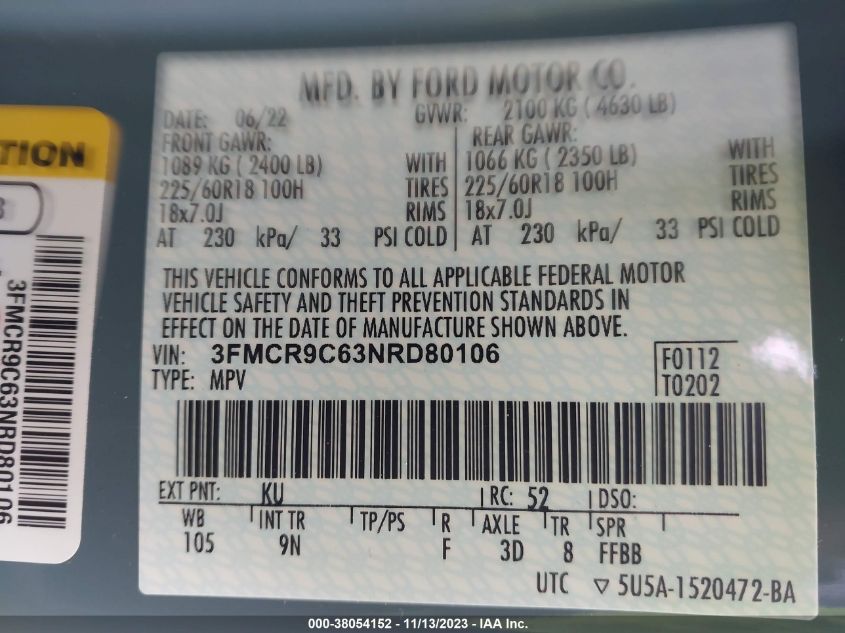 MFD. BY FORD MOTOR CO.
DATE: 06/22 GVWR: 2100 KG ( 4630 LB)
FRONT GAWR: REAR GAWR:
1089 KG ( 2400 LB) WITH 1066 KG ( 2350 LB) WITH
225/60R18 100H TIRES 225/60R18 100H TIRES
18x7.0J RIMS 18x7.0J RIMS
AT 230 kPa/ 33 PSI COLD AT 230 kPa/ 33 PSI COLD
THIS VEHICLE CONFORMS TO ALL APPLICABLE FEDERAL MOTOR
VEHICLE SAFETY AND THEFT PREVENTION STANDARDS IN
EFFECT ON THE DATE OF MANUFACTURE SHOWN ABOVE.
VIN: 3FMCR9C63NRD80106 F0112
TYPE: MPV T0202
EXT PNT: KU RC: 52 DSO:
WB INT TR TP/PS R AXLE TR SPR
105 9N F 3D 8 FFBB
UTC ▽ 5U5A-1520472-BA
TION
3FMCR9C63NRD80106
000-38054152 - 11/13/2023 - IAA Inc.